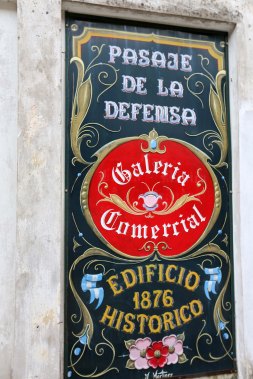 PASAJE
DE LA
DEFENSA
Galeria
Comercial
EDIFICIO
1876
HISTORICO